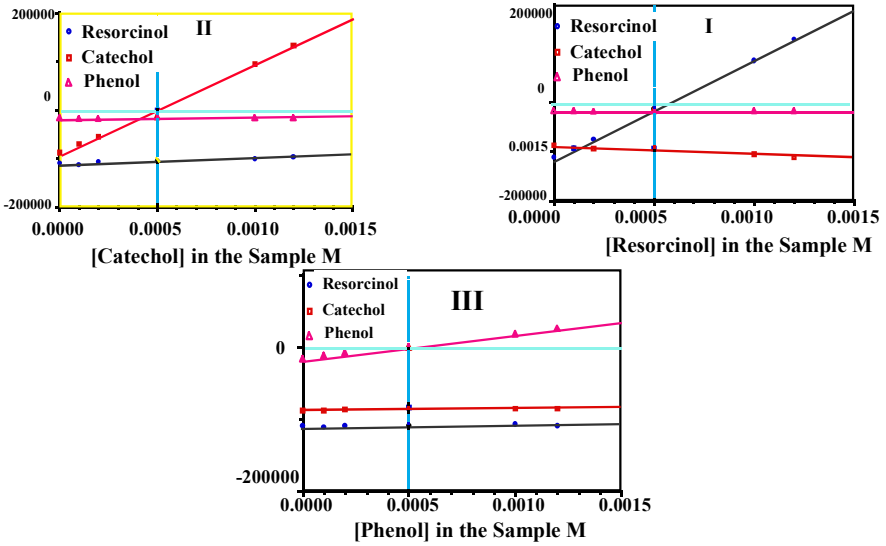 200000
II
Resorcinol
Catechol
Phenol
0
-200000
0.0000
0.0005
0.0010
0.0015
[Catechol] in the Sample M
200000
I
Resorcinol
Catechol
Phenol
0
0.0015
-200000
0.0000
0.0005
0.0010
0.0015
[Resorcinol] in the Sample M
Resorcinol
III
Catechol
Phenol
0
-200000
0.0000
0.0005
0.0010
0.0015
[Phenol] in the Sample M